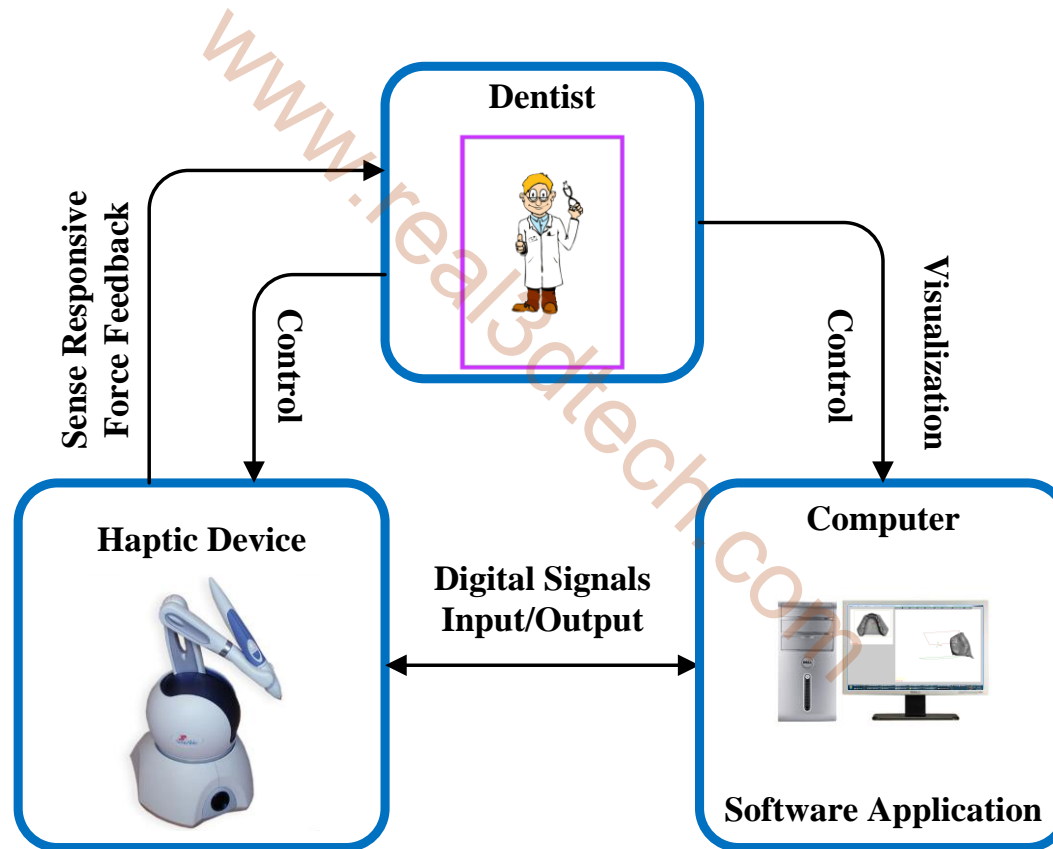 Dentist
www.real3dtech.com
Sense Responsive
Force Feedback
Control
Control
Visualization
Haptic Device
Digital Signals
Input/Output
Computer
DELL
Software Application